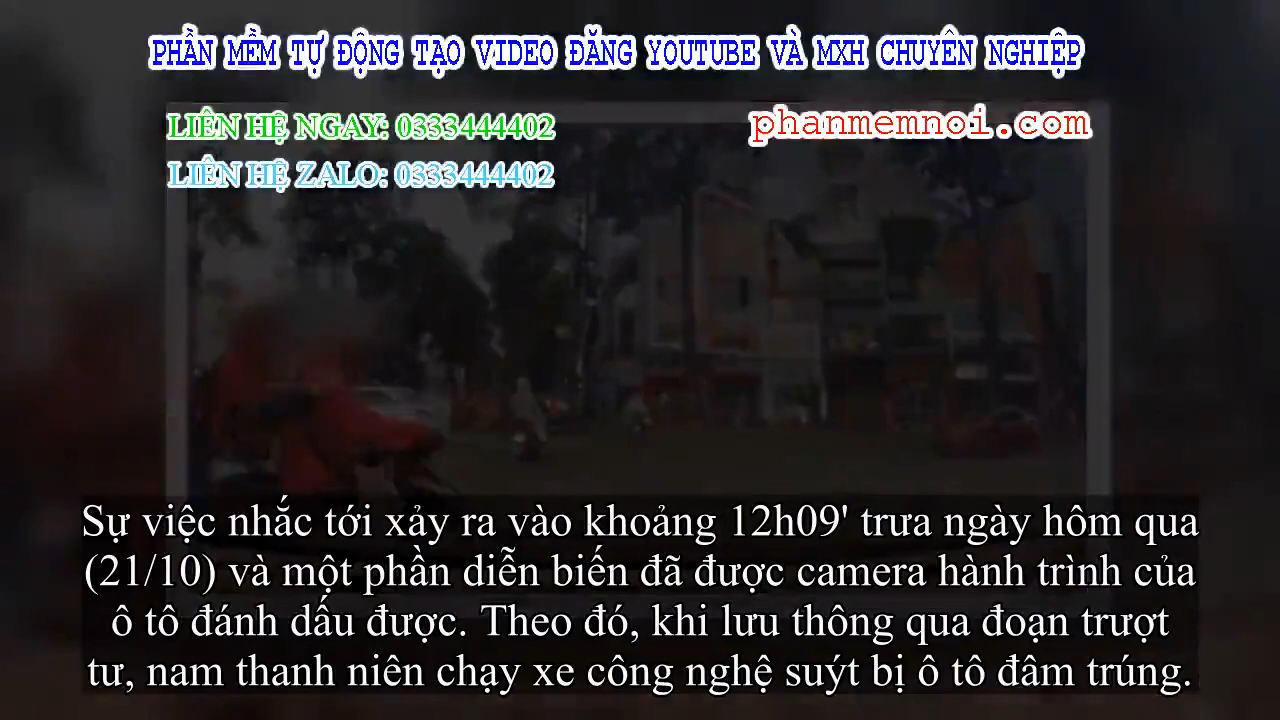 PHẦN MỀM TỰ ĐỘNG TẠO VIDEO ĐĂNG YOUTUBE VÀ MXH CHUYÊN NGHIỆP
LIÊN HỆ NGAY: 0333444402
phanmemnoi.com
LIÊN HỆ ZALO: 0333444402
Sự việc nhắc tới xảy ra vào khoảng 12h09' trưa ngày hôm qua
(21/10) và một phần diễn biến đã được camera hành trình của
ô tô đánh dấu được. Theo đó, khi lưu thông qua đoạn trượt
tư, nam thanh niên chạy xe công nghệ suýt bị ô tô đâm trúng.